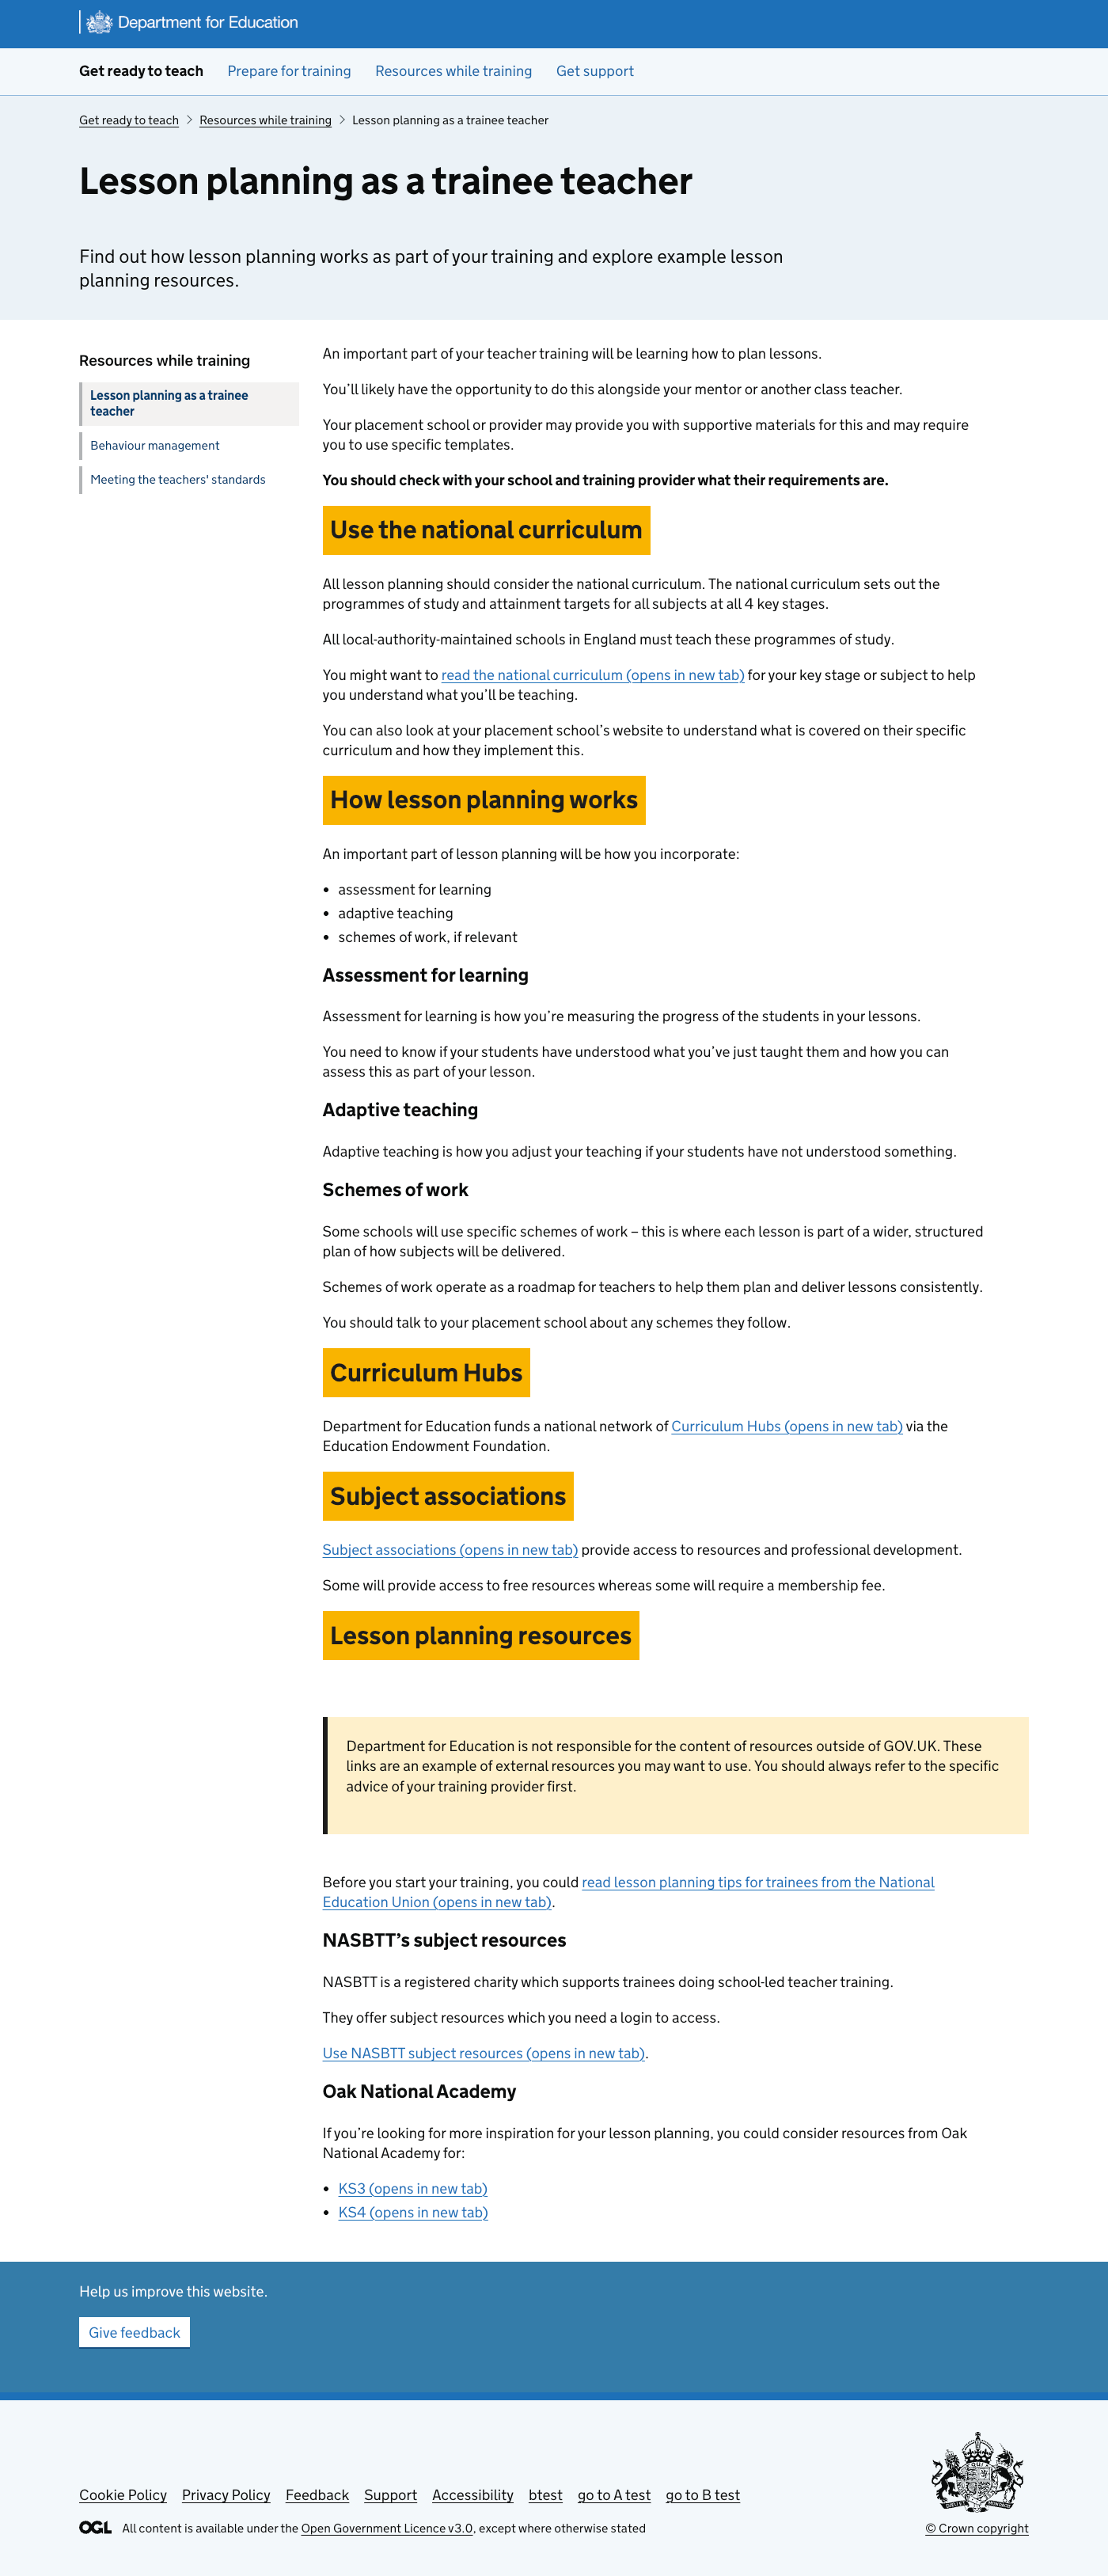 Department for Education
Get ready to teach Prepare for training Resources while training Get support
Get ready to teach Resources while training Lesson planning as a trainee teacher
Lesson planning as a trainee teacher
Find out how lesson planning works as part of your training and explore example lesson
planning resources.
Resources while training
Lesson planning as a trainee
teacher
Behaviour management
Meeting the teachers' standards
An important part of your teacher training will be learning how to plan lessons.
You’ll likely have the opportunity to do this alongside your mentor or another class teacher.
Your placement school or provider may provide you with supportive materials for this and may require
you to use specific templates.
You should check with your school and training provider what their requirements are.
Use the national curriculum
All lesson planning should consider the national curriculum. The national curriculum sets out the
programmes of study and attainment targets for all subjects at all 4 key stages.
All local-authority-maintained schools in England must teach these programmes of study.
You might want to read the national curriculum (opens in new tab) for your key stage or subject to help
you understand what you’ll be teaching.
You can also look at your placement school’s website to understand what is covered on their specific
curriculum and how they implement this.
How lesson planning works
An important part of lesson planning will be how you incorporate:
• assessment for learning
• adaptive teaching
• schemes of work, if relevant
Assessment for learning
Assessment for learning is how you’re measuring the progress of the students in your lessons.
You need to know if your students have understood what you’ve just taught them and how you can
assess this as part of your lesson.
Adaptive teaching
Adaptive teaching is how you adjust your teaching if your students have not understood something.
Schemes of work
Some schools will use specific schemes of work – this is where each lesson is part of a wider, structured
plan of how subjects will be delivered.
Schemes of work operate as a roadmap for teachers to help them plan and deliver lessons consistently.
You should talk to your placement school about any schemes they follow.
Curriculum Hubs
Department for Education funds a national network of Curriculum Hubs (opens in new tab) via the
Education Endowment Foundation.
Subject associations
Subject associations (opens in new tab) provide access to resources and professional development.
Some will provide access to free resources whereas some will require a membership fee.
Lesson planning resources
Department for Education is not responsible for the content of resources outside of GOV.UK. These
links are an example of external resources you may want to use. You should always refer to the specific
advice of your training provider first.
Before you start your training, you could read lesson planning tips for trainees from the National
Education Union (opens in new tab).
NASBTT’s subject resources
NASBTT is a registered charity which supports trainees doing school-led teacher training.
They offer subject resources which you need a login to access.
Use NASBTT subject resources (opens in new tab).
Oak National Academy
If you’re looking for more inspiration for your lesson planning, you could consider resources from Oak
National Academy for:
• KS3 (opens in new tab)
• KS4 (opens in new tab)
Help us improve this website.
Give feedback
Cookie Policy Privacy Policy Feedback Support Accessibility btest go to A test go to B test
OGL All content is available under the Open Government Licence v3.0, except where otherwise stated
© Crown copyright